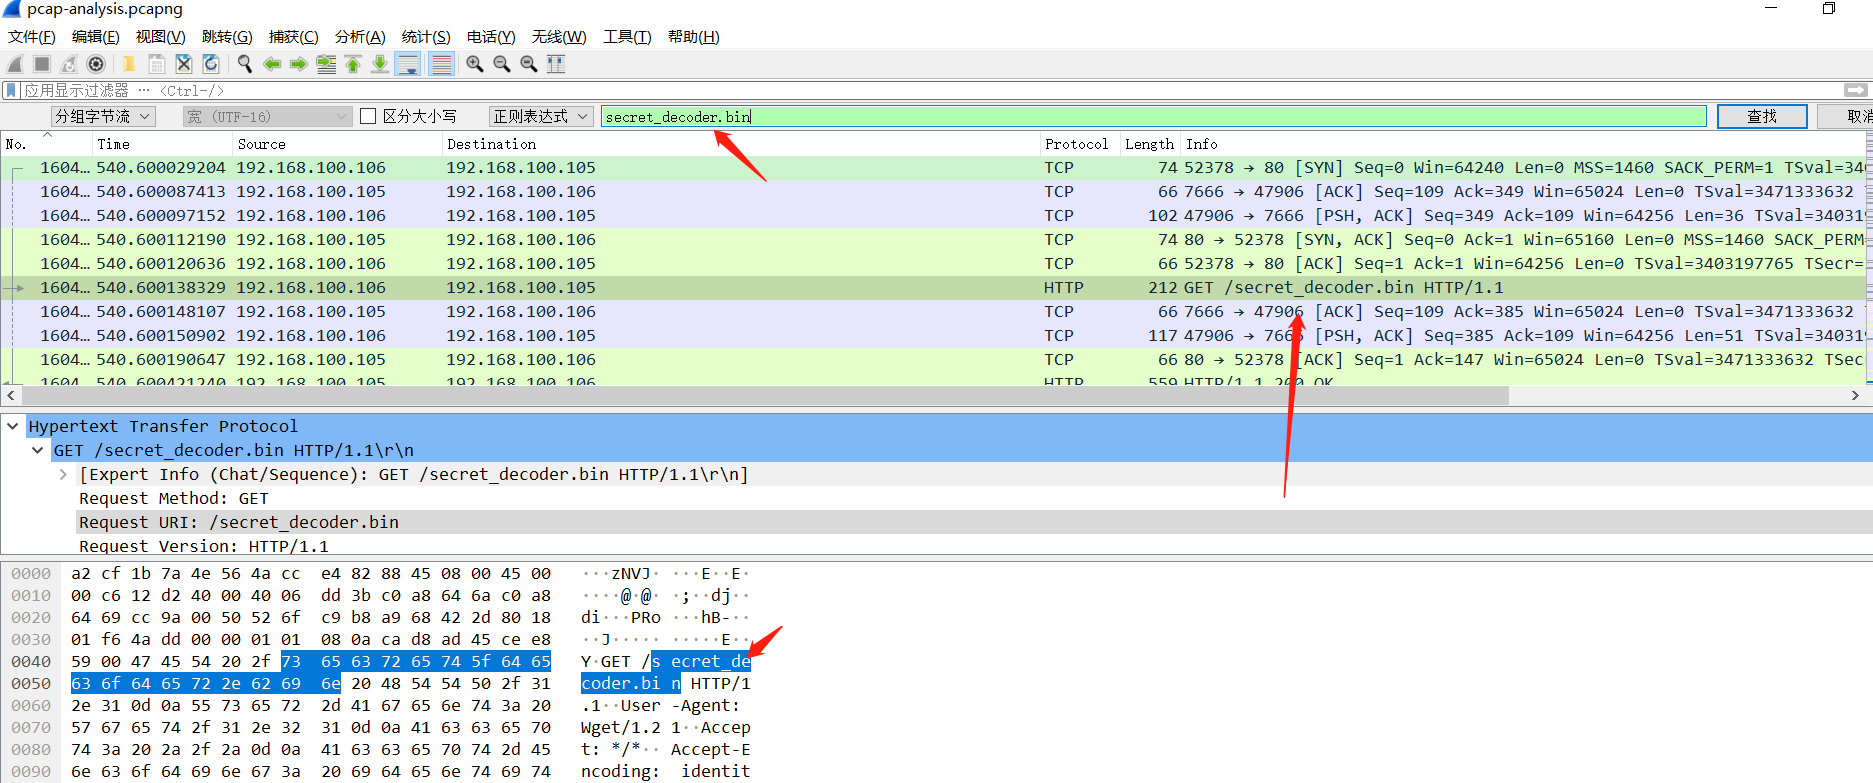 pcap-analysis.pcapng
文件(F) 编辑(E) 视图(V) 跳转(G) 捕获(C) 分析(A) 统计(S) 电话(Y) 无线(W) 工具(T) 帮助(H)
应用显示过滤器 … <Ctrl-/>
分组字节流 宽 (UTF-16) 区分大小写 正则表达式 secret_decoder.bin 查找 取消
No. Time Source Destination Protocol Length Info
1604… 540.600029204 192.168.100.106 192.168.100.105 TCP 74 52378 → 80 [SYN] Seq=0 Win=64240 Len=0 MSS=1460 SACK_PERM=1 TSval=340
1604… 540.600087413 192.168.100.105 192.168.100.106 TCP 66 7666 → 47906 [ACK] Seq=109 Ack=349 Win=65024 Len=0 TSval=3471333632
1604… 540.600097152 192.168.100.106 192.168.100.105 TCP 102 47906 → 7666 [PSH, ACK] Seq=349 Ack=109 Win=64256 Len=36 TSval=340319
1604… 540.600112190 192.168.100.105 192.168.100.106 TCP 74 80 → 52378 [SYN, ACK] Seq=0 Ack=1 Win=65160 Len=0 MSS=1460 SACK_PERM=
1604… 540.600120636 192.168.100.106 192.168.100.105 TCP 66 52378 → 80 [ACK] Seq=1 Ack=1 Win=64256 Len=0 TSval=3403197765 TSecr=
1604… 540.600138329 192.168.100.106 192.168.100.105 HTTP 212 GET /secret_decoder.bin HTTP/1.1
1604… 540.600148107 192.168.100.105 192.168.100.106 TCP 66 7666 → 47906 [ACK] Seq=109 Ack=385 Win=65024 Len=0 TSval=3471333632
1604… 540.600150902 192.168.100.106 192.168.100.105 TCP 117 47906 → 7666 [PSH, ACK] Seq=385 Ack=109 Win=64256 Len=51 TSval=340319
1604… 540.600190647 192.168.100.105 192.168.100.106 TCP 66 80 → 52378 [ACK] Seq=1 Ack=147 Win=65024 Len=0 TSval=3471333632 TSec
1604 540.600421240 192.168.100.105 192.168.100.106 HTTP 559 HTTP/1.1 200 OK
Hypertext Transfer Protocol
GET /secret_decoder.bin HTTP/1.1\r\n
[Expert Info (Chat/Sequence): GET /secret_decoder.bin HTTP/1.1\r\n]
Request Method: GET
Request URI: /secret_decoder.bin
Request Version: HTTP/1.1
0000 a2 cf 1b 7a 4e 56 4a cc e4 82 88 45 08 00 45 00 ···zNVJ· ···E··E·
0010 00 c6 12 d2 40 00 40 06 dd 3b c0 a8 64 6a c0 a8 ····@·@· ·;··dj··
0020 64 69 cc 9a 00 50 52 6f c9 b8 a9 68 42 2d 80 18 di···PRo ···hB-··
0030 01 f6 4a dd 00 00 01 01 08 0a ca d8 ad 45 ce e8 ··J····· ·····E··
0040 59 00 47 45 54 20 2f 73 65 63 72 65 74 5f 64 65 Y·GET /s ecret_de
0050 63 6f 64 65 72 2e 62 69 6e 20 48 54 54 50 2f 31 coder.bi n HTTP/1
0060 2e 31 0d 0a 55 73 65 72 2d 41 67 65 6e 74 3a 20 .1··User -Agent:
0070 57 67 65 74 2f 31 2e 32 31 0d 0a 41 63 63 65 70 Wget/1.2 1··Accep
0080 74 3a 20 2a 2f 2a 0d 0a 41 63 63 65 70 74 2d 45 t: */*·· Accept-E
0090 6e 63 6f 64 69 6e 67 3a 20 69 64 65 6e 74 69 74 ncoding: identit